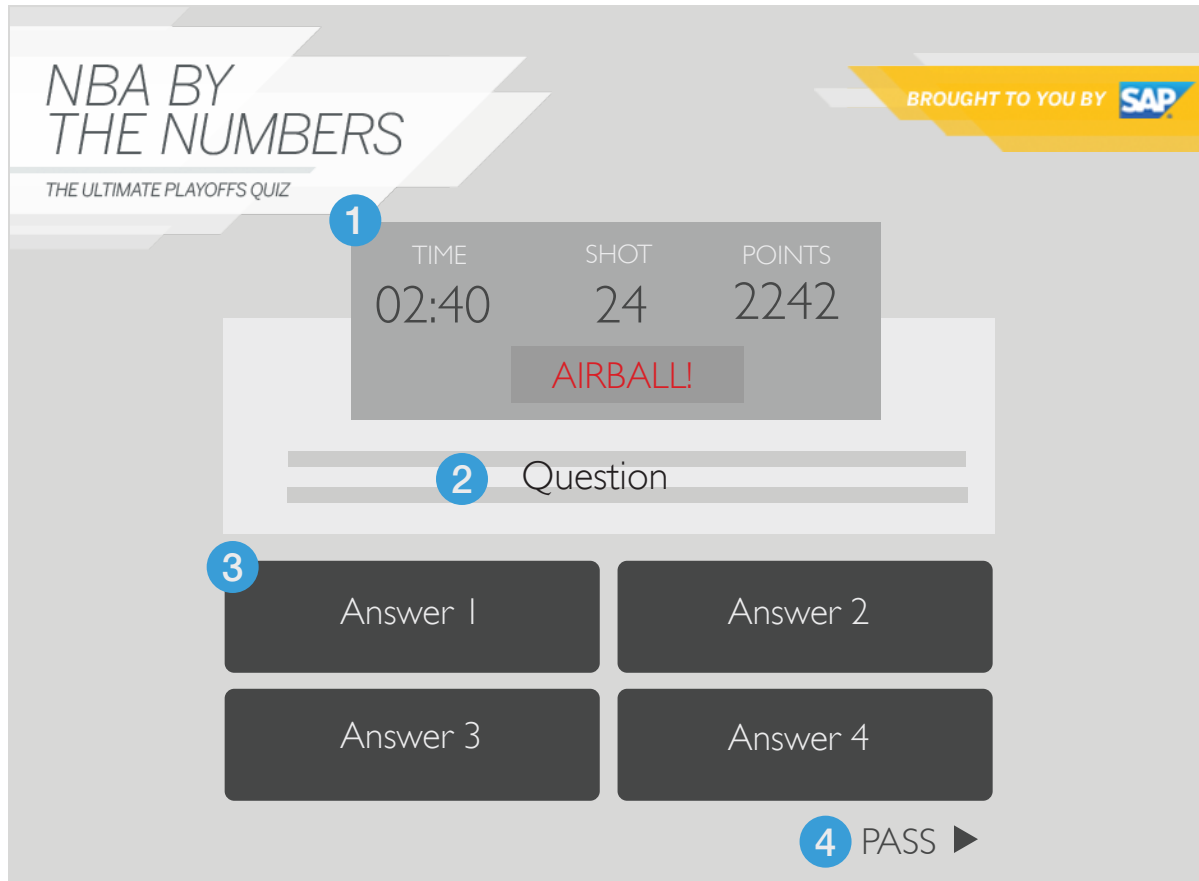 NBA BY
THE NUMBERS
THE ULTIMATE PLAYOFFS QUIZ
BROUGHT TO YOU BY SAP
1
TIME SHOT POINTS
02:40 24 2242
AIRBALL!
2 Question
3
Answer 1 Answer 2
Answer 3 Answer 4
4 PASS